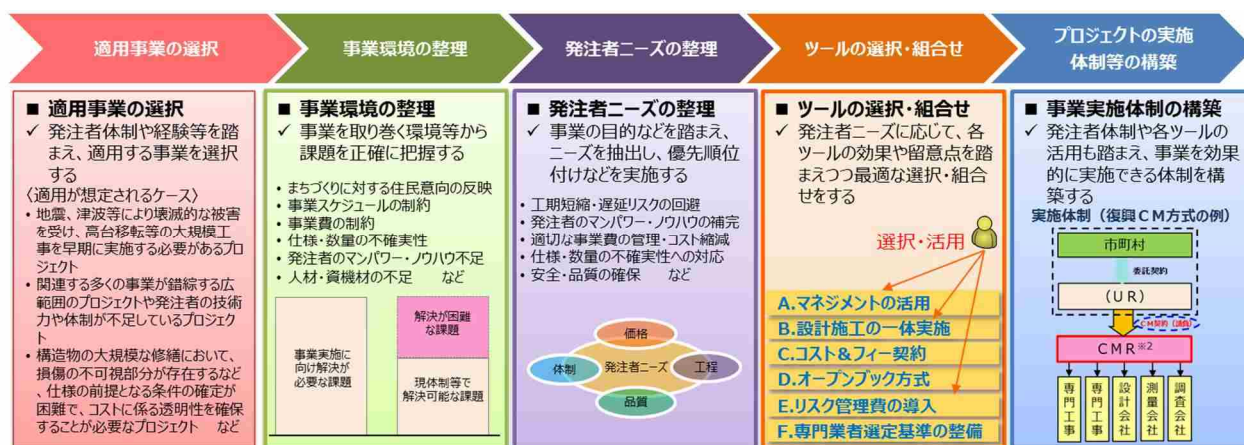 適用事業の選択
事業環境の整理
発注者ニーズの整理
ツールの選択・組合せ
プロジェクトの実施
体制等の構築
■ 適用事業の選択
✓ 発注者体制や経験等を踏
まえ、適用する事業を選択
する
〈適用が想定されるケース〉
・地震、津波等により壊滅的な被害
を受け、高台移転等の大規模工
事を早期に実施する必要があるプロ
ジェクト
・関連する多くの事業が錯綜する広
範囲のプロジェクトや発注者の技術
力や体制が不足しているプロジェク
ト
・構造物の大規模な修繕において、
損傷の不可視部分が存在するなど
、仕様の前提となる条件の確定が
困難で、コストに係る透明性を確保
することが必要なプロジェクト など
■ 事業環境の整理
✓ 事業を取り巻く環境等から
課題を正確に把握する
・まちづくりに対する住民意向の反映
・事業スケジュールの制約
・事業費の制約
・仕様・数量の不確実性
・発注者のマンパワー・ノウハウ不足
・人材・資機材の不足 など
事業実施に
向け解決が
必要な課題
解決が困難
な課題
現体制等で
解決可能な課題
■ 発注者ニーズの整理
✓ 事業の目的などを踏まえ、
ニーズを抽出し、優先順位
付けなどを実施する
・工期短縮・遅延リスクの回避
・発注者のマンパワー・ノウハウの補完
・適切な事業費の管理・コスト縮減
・仕様・数量の不確実性への対応
・安全・品質の確保 など
価格
体制
発注者ニーズ
工程
品質
■ ツールの選択・組合せ
✓ 発注者ニーズに応じて、各
ツールの効果や留意点を踏
まえつつ最適な選択・組合
せをする
選択・活用
A.マネジメントの活用
B.設計施工の一体実施
C.コスト&フィー契約
D.オープンブック方式
E.リスク管理費の導入
F.専門業者選定基準の整備
■ 事業実施体制の構築
✓ 発注者体制や各ツールの
活用も踏まえ、事業を効果
的に実施できる体制を構
築する
実施体制（復興CM方式の例）
市町村
委託契約
（UR）
CM契約（請負）
CMR※2
専門工事
専門工事
設計会社
測量会社
調査会社